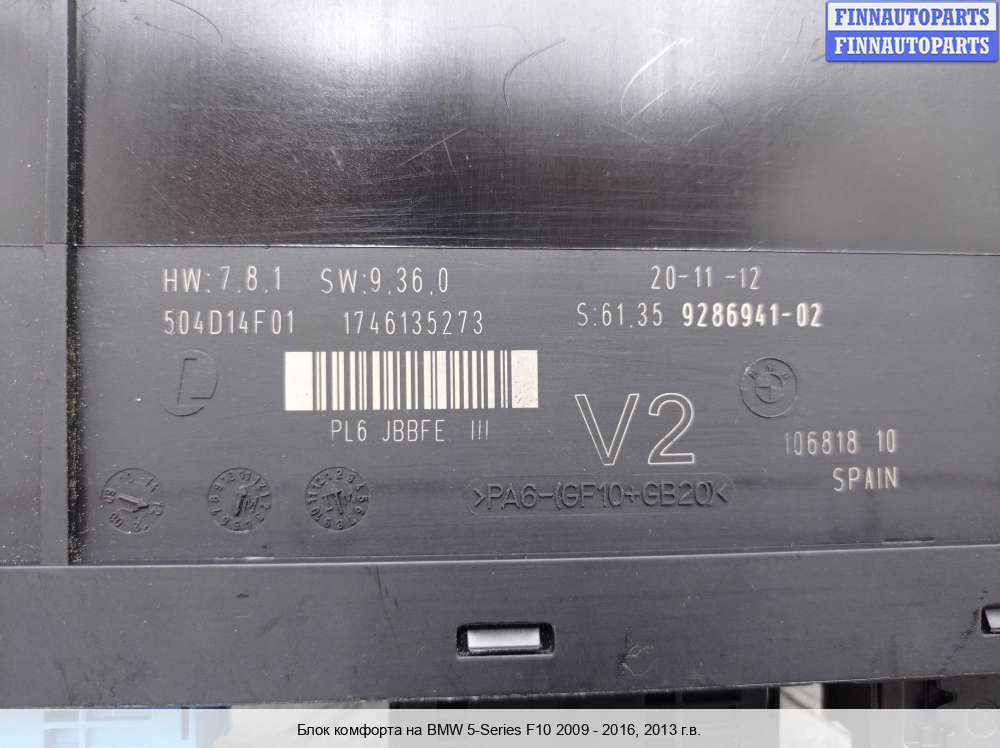 FINNAUTOPARTS
FINNAUTOPARTS
HW:7.8.1 SW:9.36.0
20-11-12
504D14F01 1746135273
S:61.35 9286941-02
PL6 JBBFE III
V2
106818 10
SPAIN
>PA6-(GF10+GB20)<
Блок комфорта на BMW 5-Series F10 2009 - 2016, 2013 г.в.